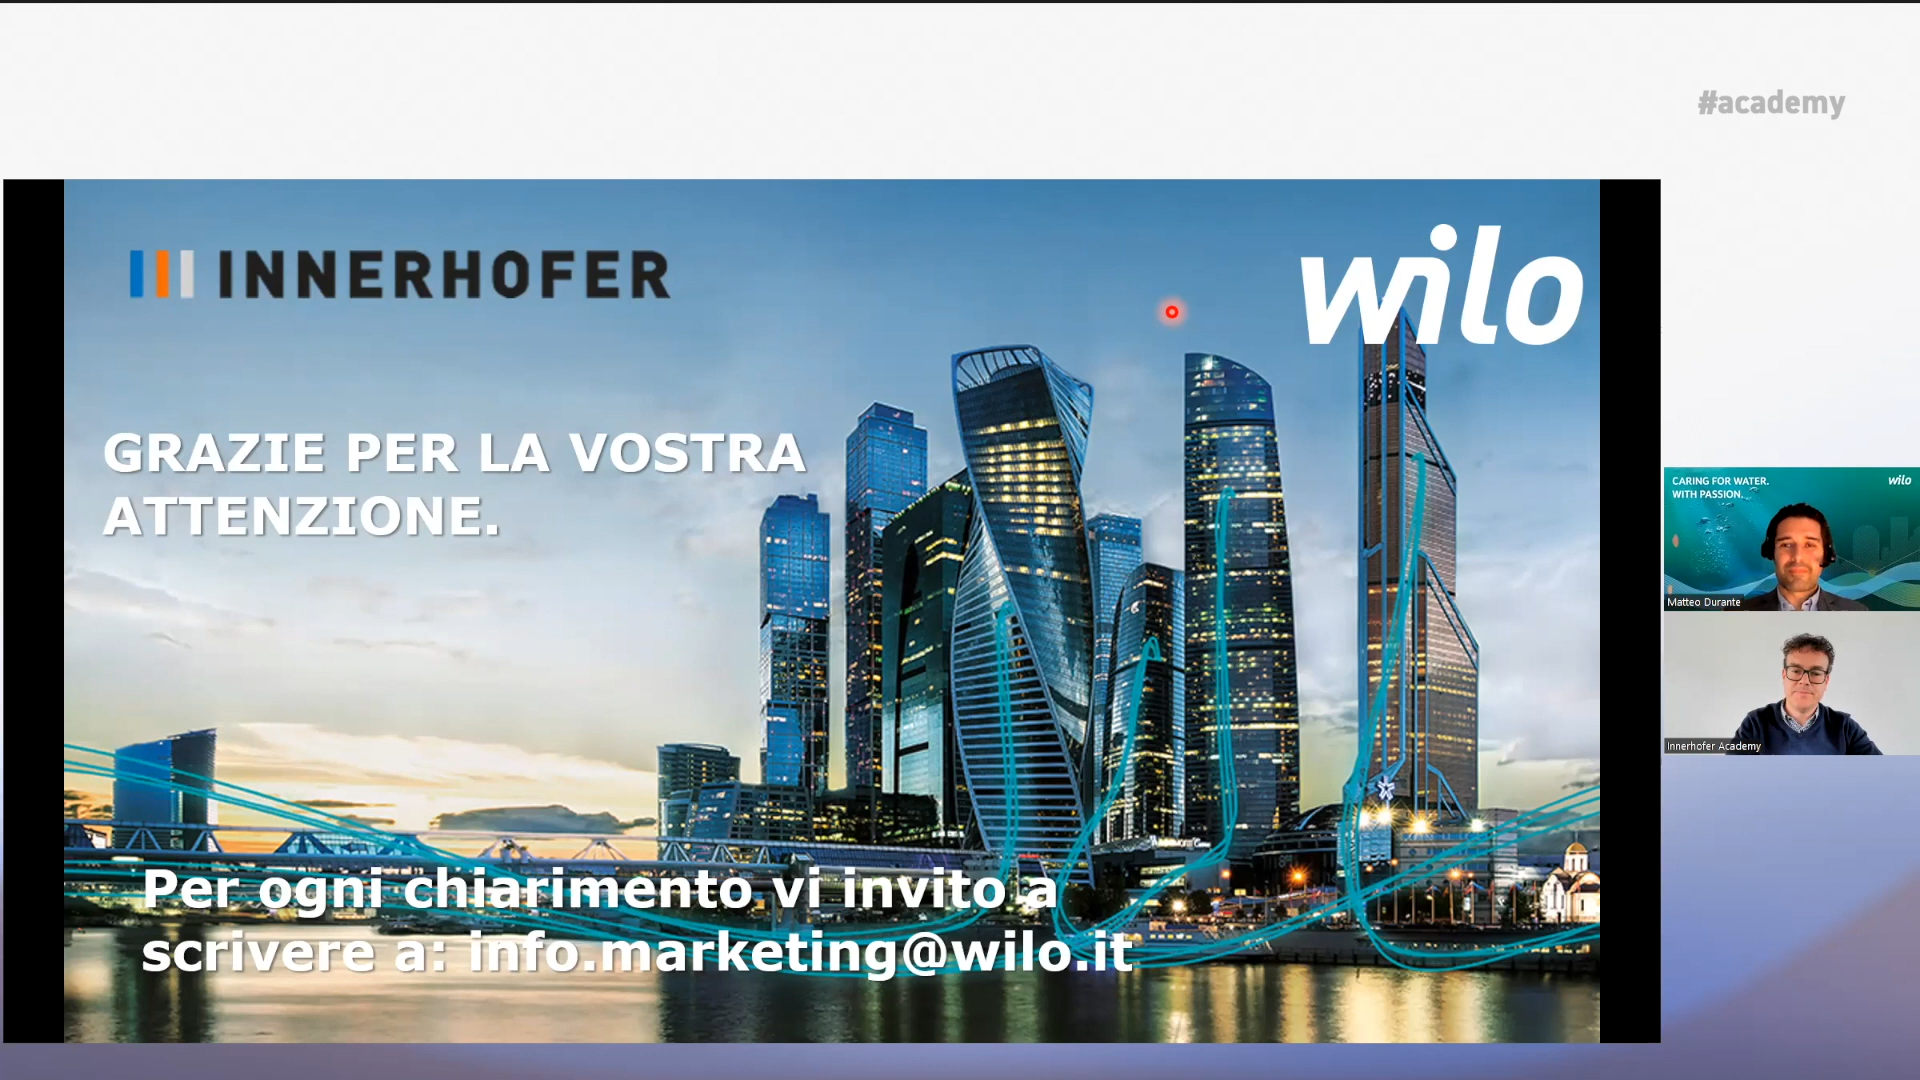 #academy
INNERHOFER
wilo
GRAZIE PER LA VOSTRA
ATTENZIONE.
Per ogni chiarimento vi invito a
scrivere a: info.marketing@wilo.it
CARING FOR WATER.
WITH PASSION.
wilo
Matteo Durante
Innerhofer Academy